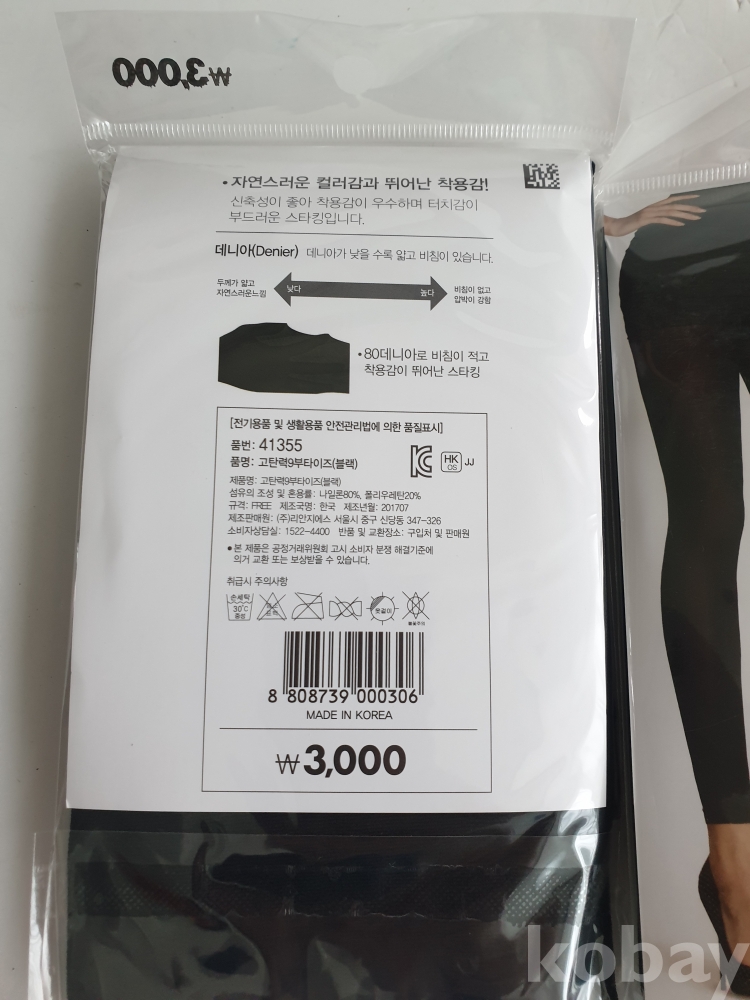 ₩3,000
• 자연스러운 컬러감과 뛰어난 착용감!
신축성이 좋아 착용감이 우수하며 터치감이
부드러운 스타킹입니다.
데니아(Denier) 데니아가 낮을 수록 얇고 비침이 있습니다.
두께가 얇고
자연스러운느낌
낮다
높다
비침이 없고
압박이 강함
• 80데니아로 비침이 적고
착용감이 뛰어난 스타킹
[전기용품 및 생활용품 안전관리법에 의한 품질표시]
품번: 41355
품명: 고탄력9부타이즈(블랙)
HK
OS
JJ
제품명: 고탄력9부타이즈(블랙)
섬유의 조성 및 혼용률: 나일론80%, 폴리우레탄20%
규격: FREE 제조국명: 한국 제조년월: 201707
제조판매원: (주)리안지에스 서울시 중구 신당동 347-326
소비자상담실: 1522-4400 반품 및 교환장소: 구입처 및 판매원
• 본 제품은 공정거래위원회 고시 소비자 분쟁 해결기준에
의거 교환 또는 보상받을 수 있습니다.
취급시 주의사항
손세탁
30℃
중성
옷걸이
8 808739 000306
MADE IN KOREA
₩3,000
kobay